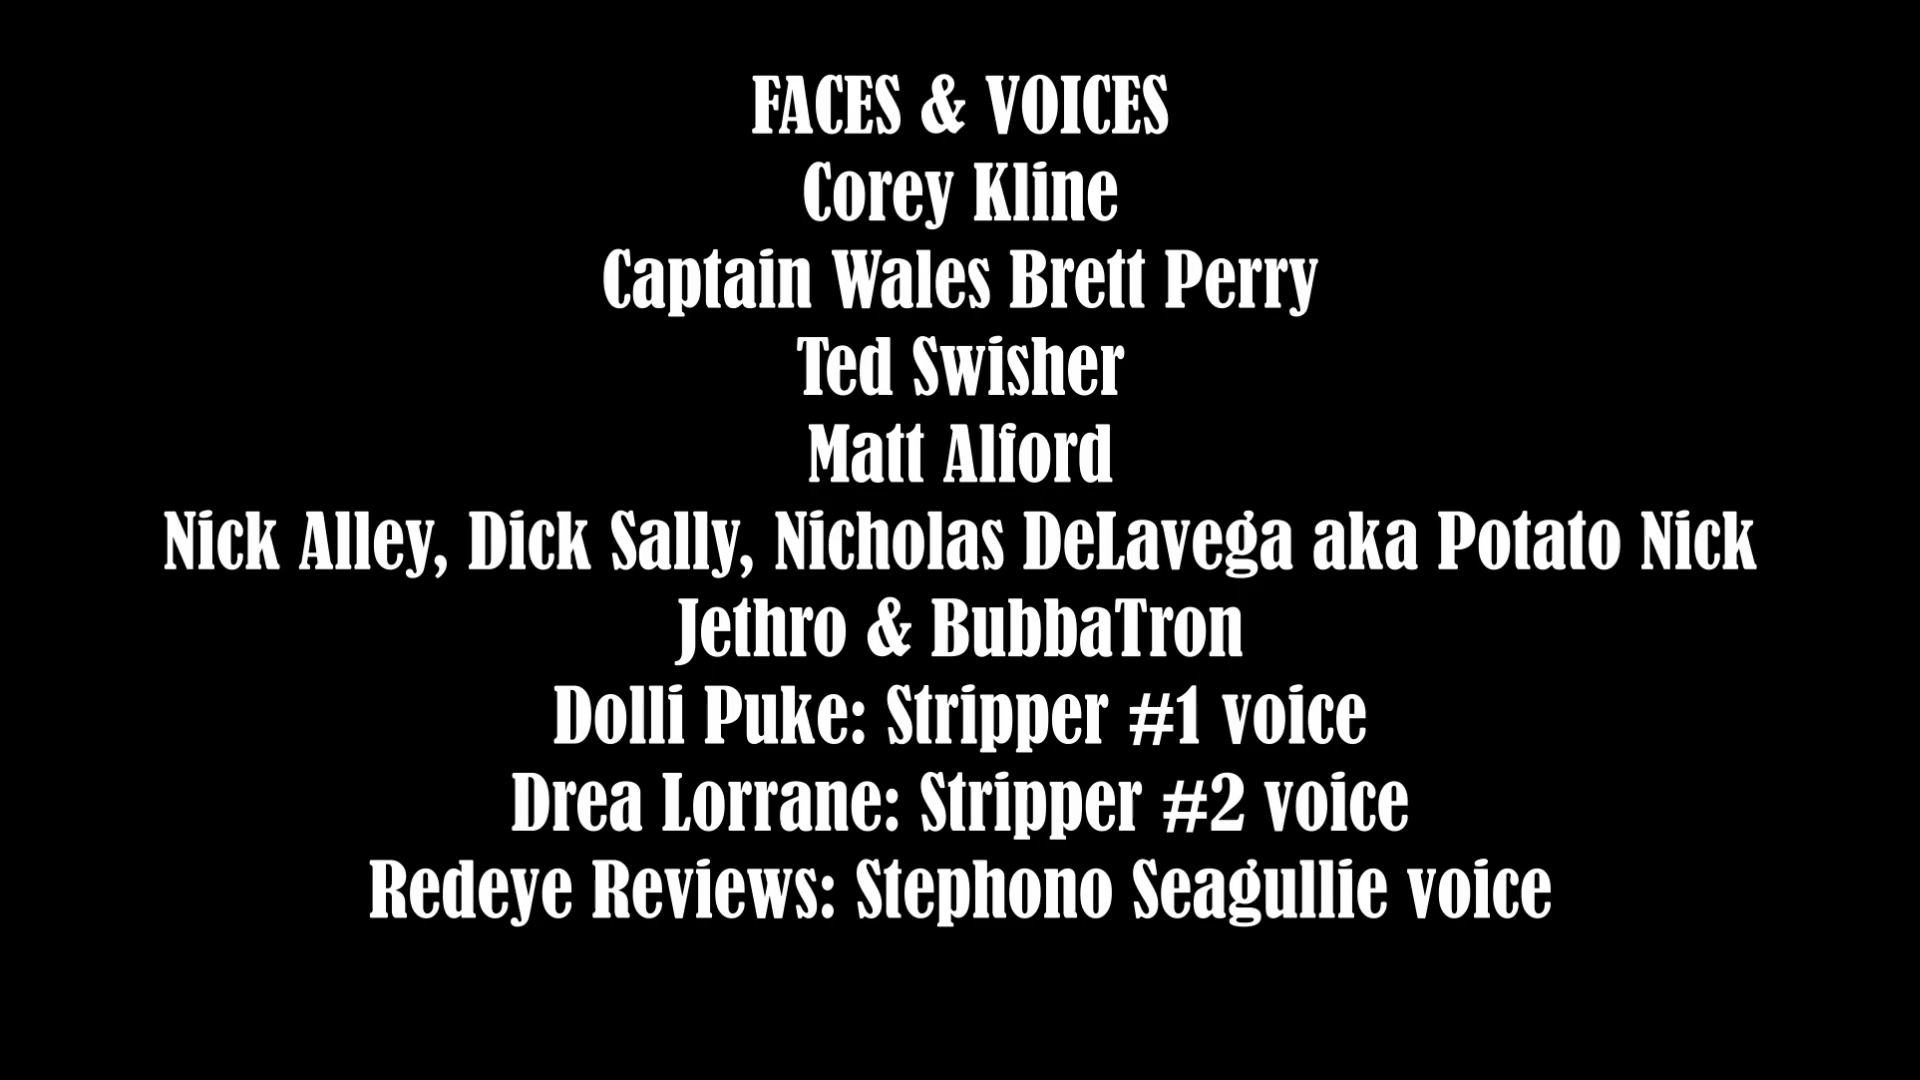 FACES & VOICES
Corey Kline
Captain Wales Brett Perry
Ted Swisher
Matt Alford
Nick Alley, Dick Sally, Nicholas DeLavega aka Potato Nick
Jethro & BubbaTron
Dolli Puke: Stripper #1 voice
Drea Lorrane: Stripper #2 voice
Redeye Reviews: Stephono Seagullie voice